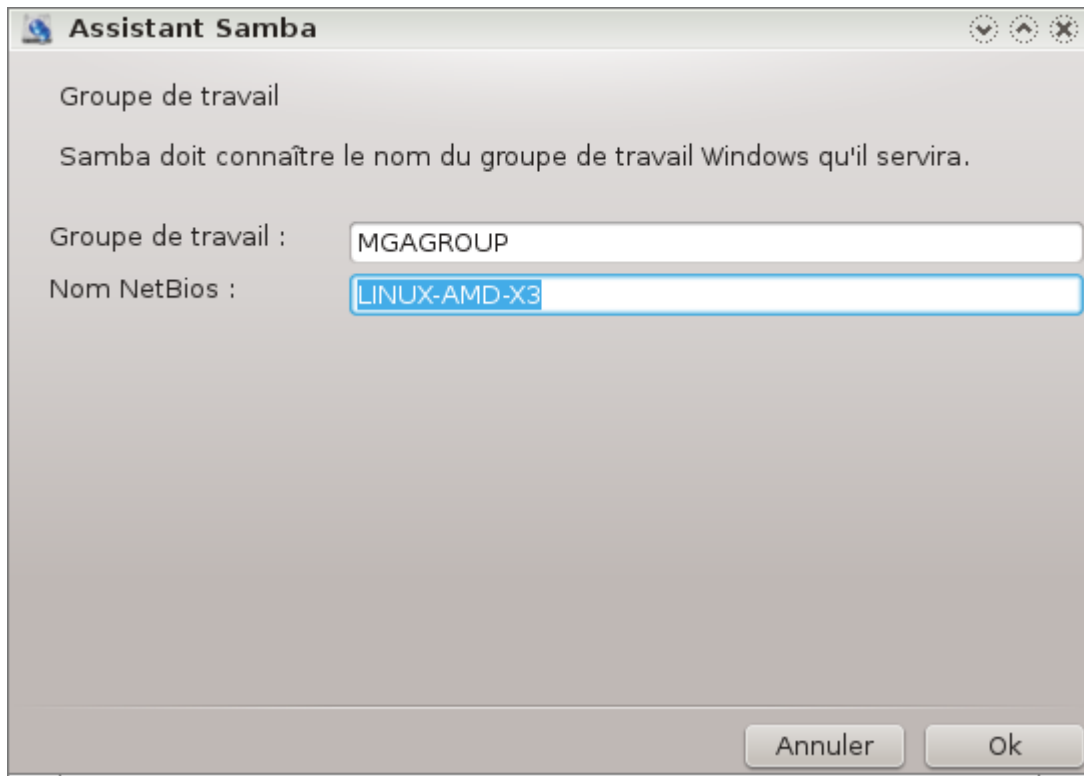 Assistant Samba
Groupe de travail
Samba doit connaître le nom du groupe de travail Windows qu'il servira.
Groupe de travail : MGAGROUP
Nom NetBios : LINUX-AMD-X3
Annuler Ok